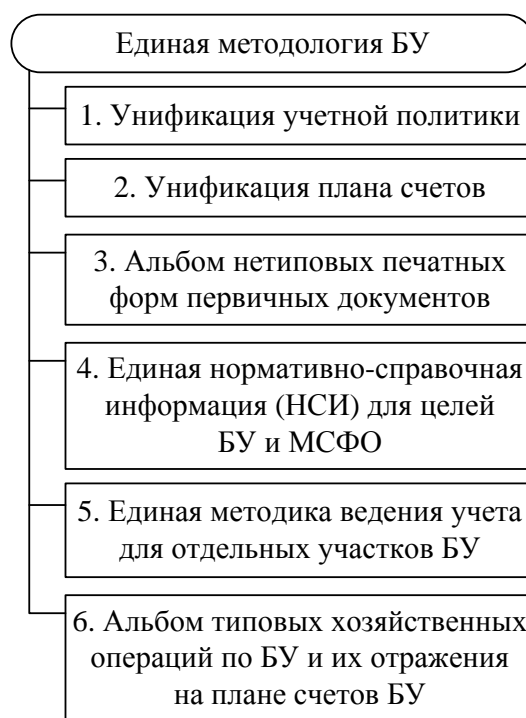 Единая методология БУ
1. Унификация учетной политики
2. Унификация плана счетов
3. Альбом нетиповых печатных
форм первичных документов
4. Единая нормативно-справочная
информация (НСИ) для целей
БУ и МСФО
5. Единая методика ведения учета
для отдельных участков БУ
6. Альбом типовых хозяйственных
операций по БУ и их отражения
на плане счетов БУ